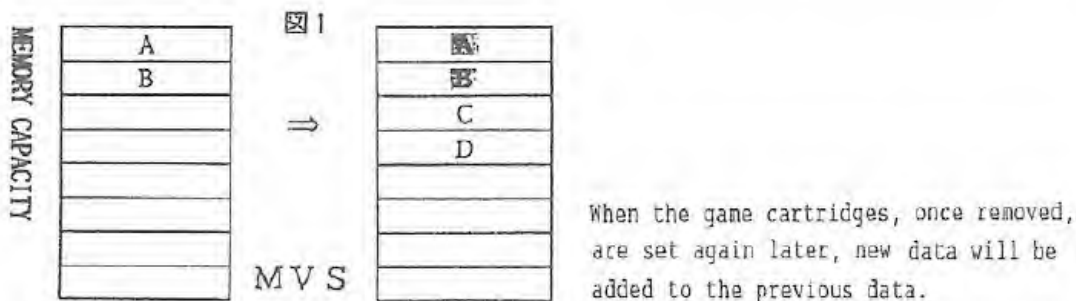 図1
MEMORY CAPACITY
A
B
⇒
A
B
C
D
MVS
When the game cartridges, once removed,
are set again later, new data will be
added to the previous data.